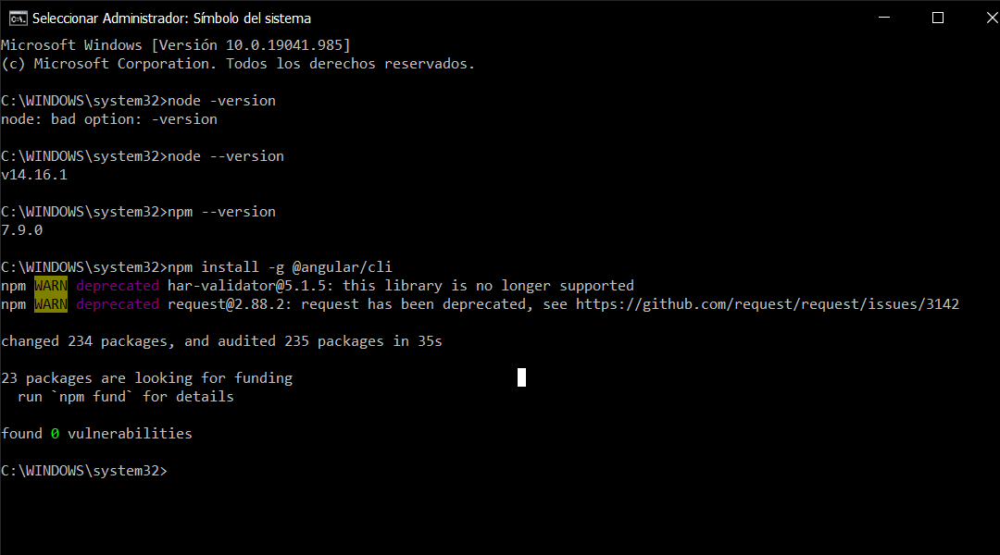 Seleccionar Administrador: Símbolo del sistema
Microsoft Windows [Versión 10.0.19041.985]
(c) Microsoft Corporation. Todos los derechos reservados.
C:\WINDOWS\system32>node -version
node: bad option: -version
C:\WINDOWS\system32>node --version
v14.16.1
C:\WINDOWS\system32>npm --version
7.9.0
C:\WINDOWS\system32>npm install -g @angular/cli
npm WARN deprecated har-validator@5.1.5: this library is no longer supported
npm WARN deprecated request@2.88.2: request has been deprecated, see https://github.com/request/request/issues/3142
changed 234 packages, and audited 235 packages in 35s
23 packages are looking for funding
  run `npm fund` for details
found 0 vulnerabilities
C:\WINDOWS\system32>